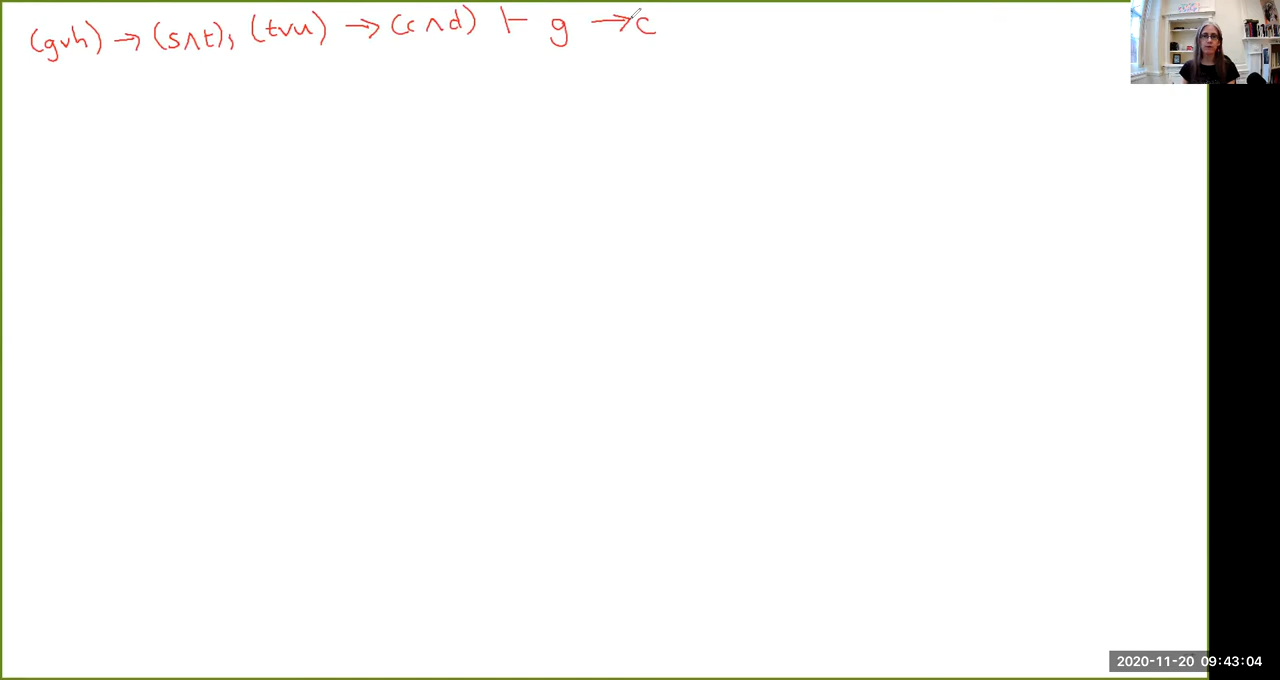 (g∨h) → (s∧t), (t∨u) → (c∧d) ⊢ g → c
2020-11-20 09:43:04